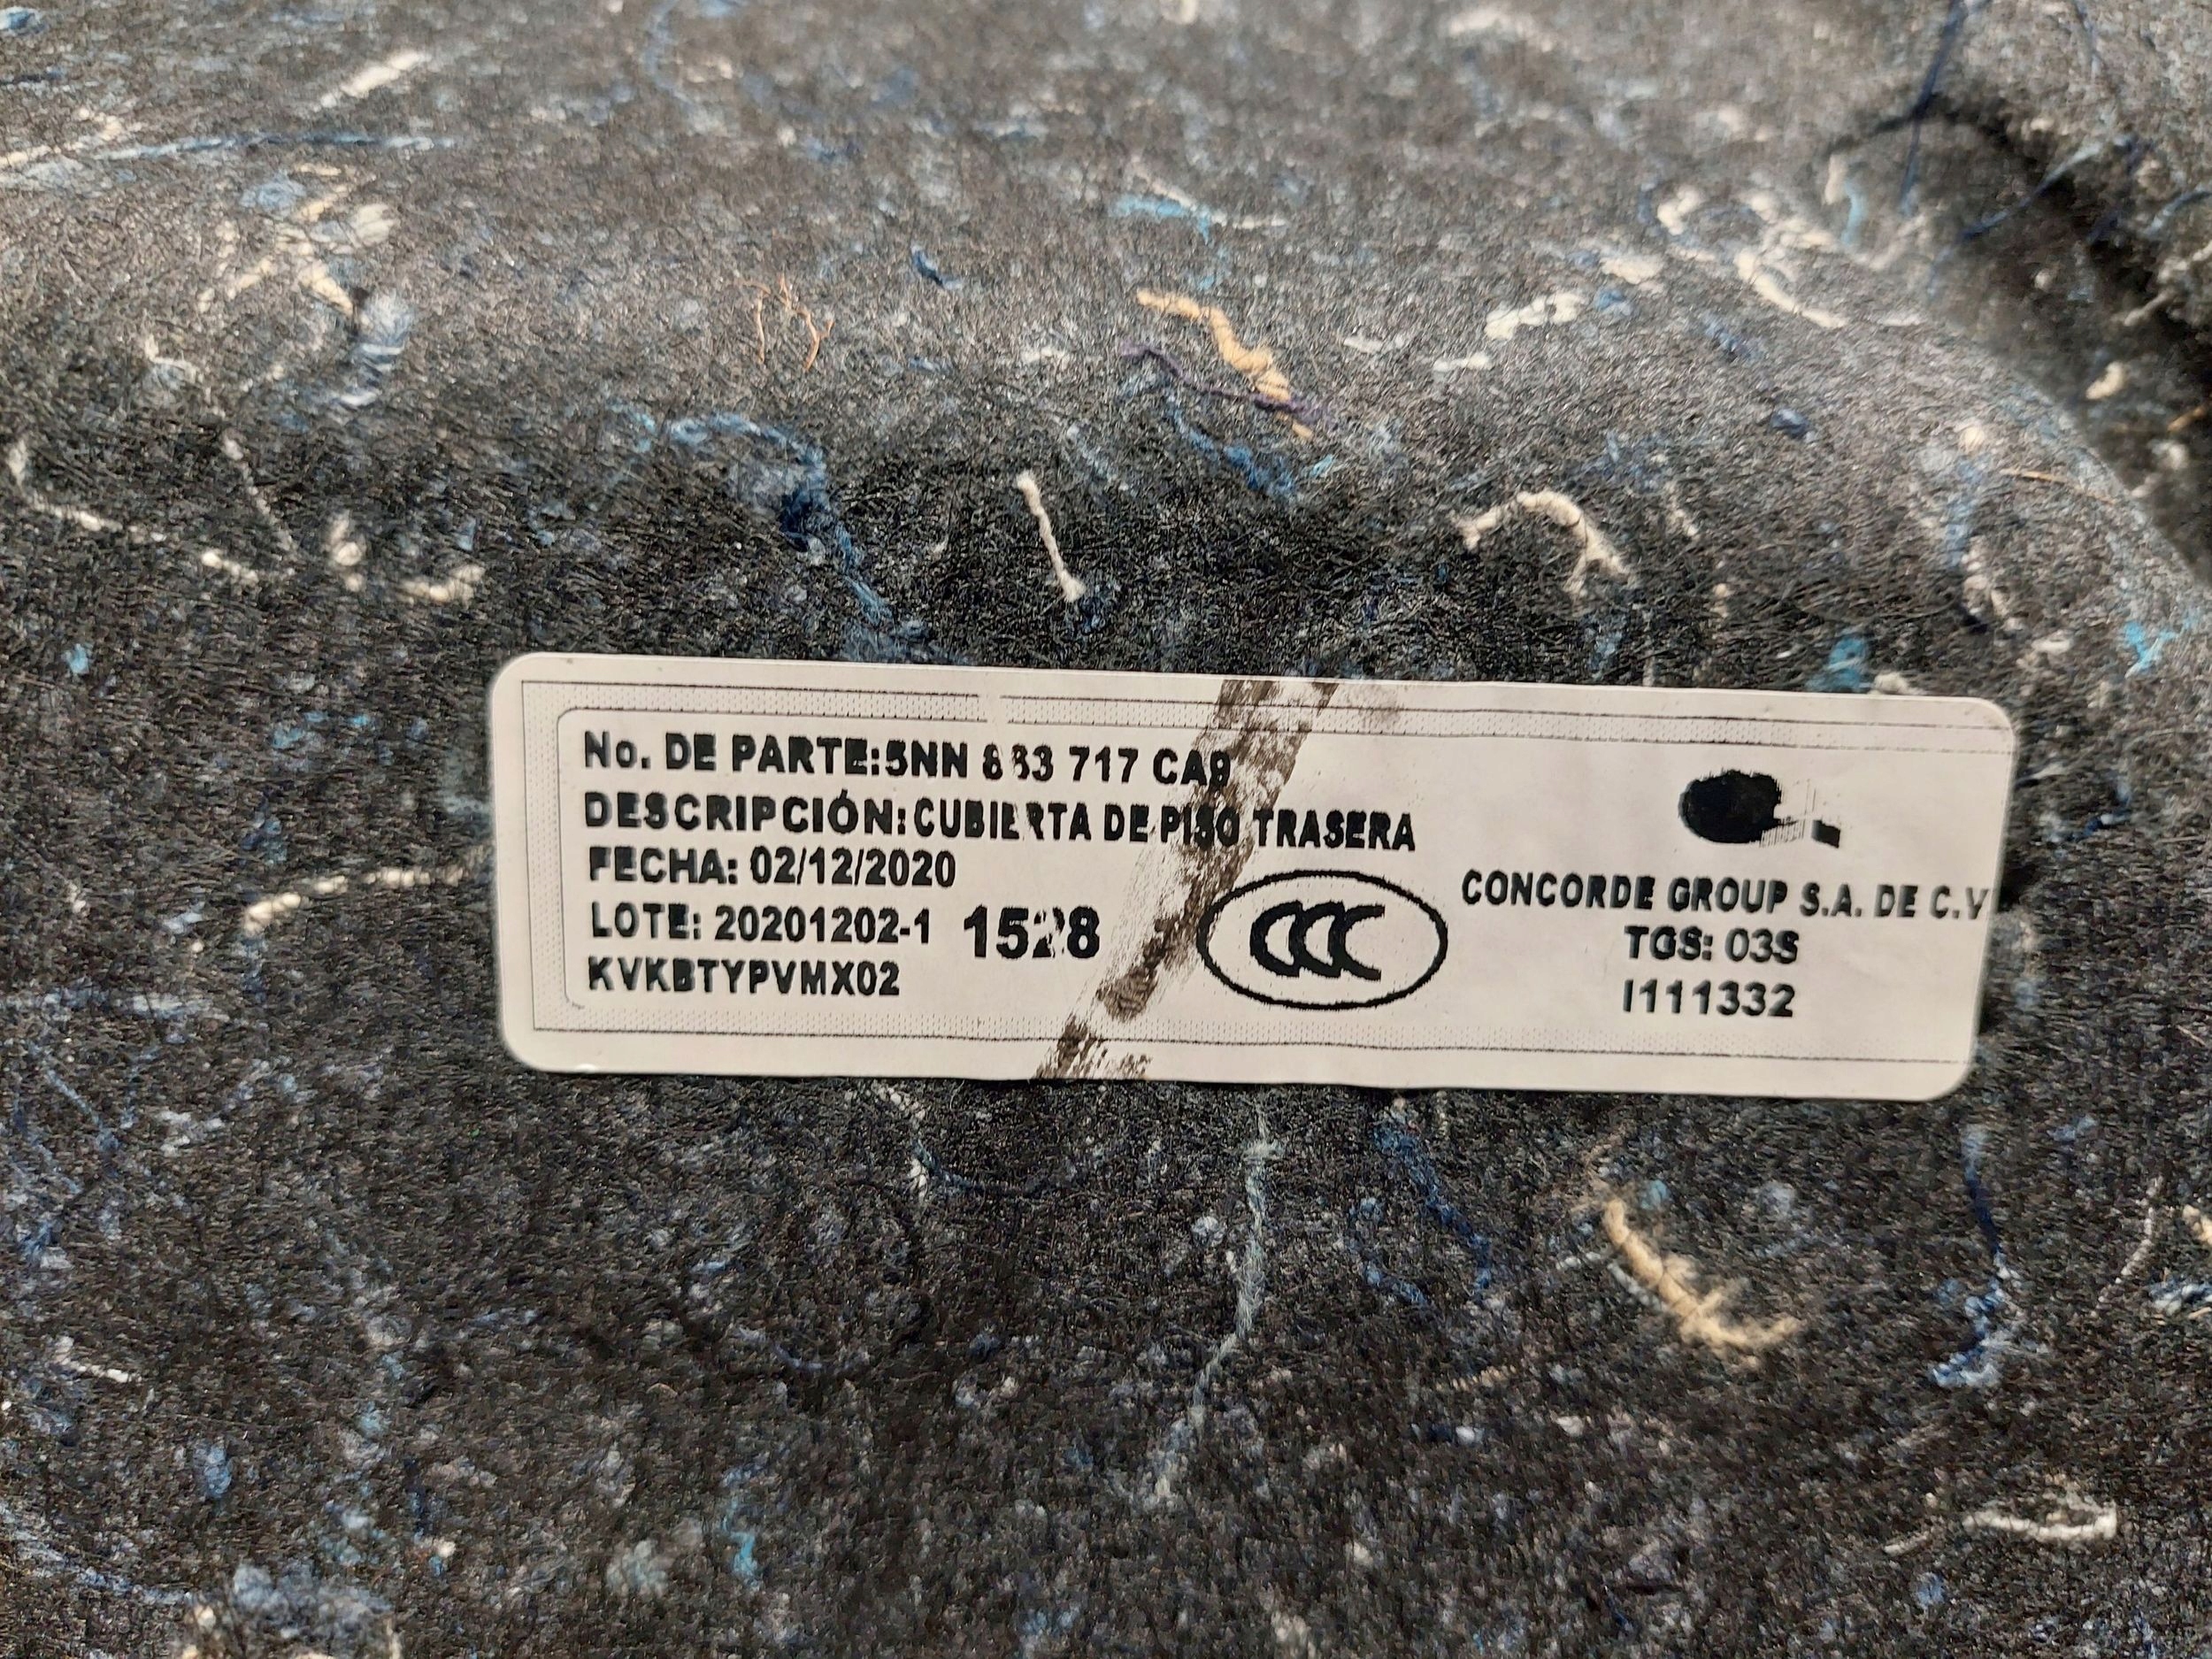 No. DE PARTE:5NN 863 717 CA9
DESCRIPCIÓN:CUBIERTA DE PISO TRASERA
FECHA: 02/12/2020
LOTE: 20201202-1 1528
KVKBTYPVMX02
CCC
CONCORDE GROUP S.A. DE C.V
TGS: 03S
I111332